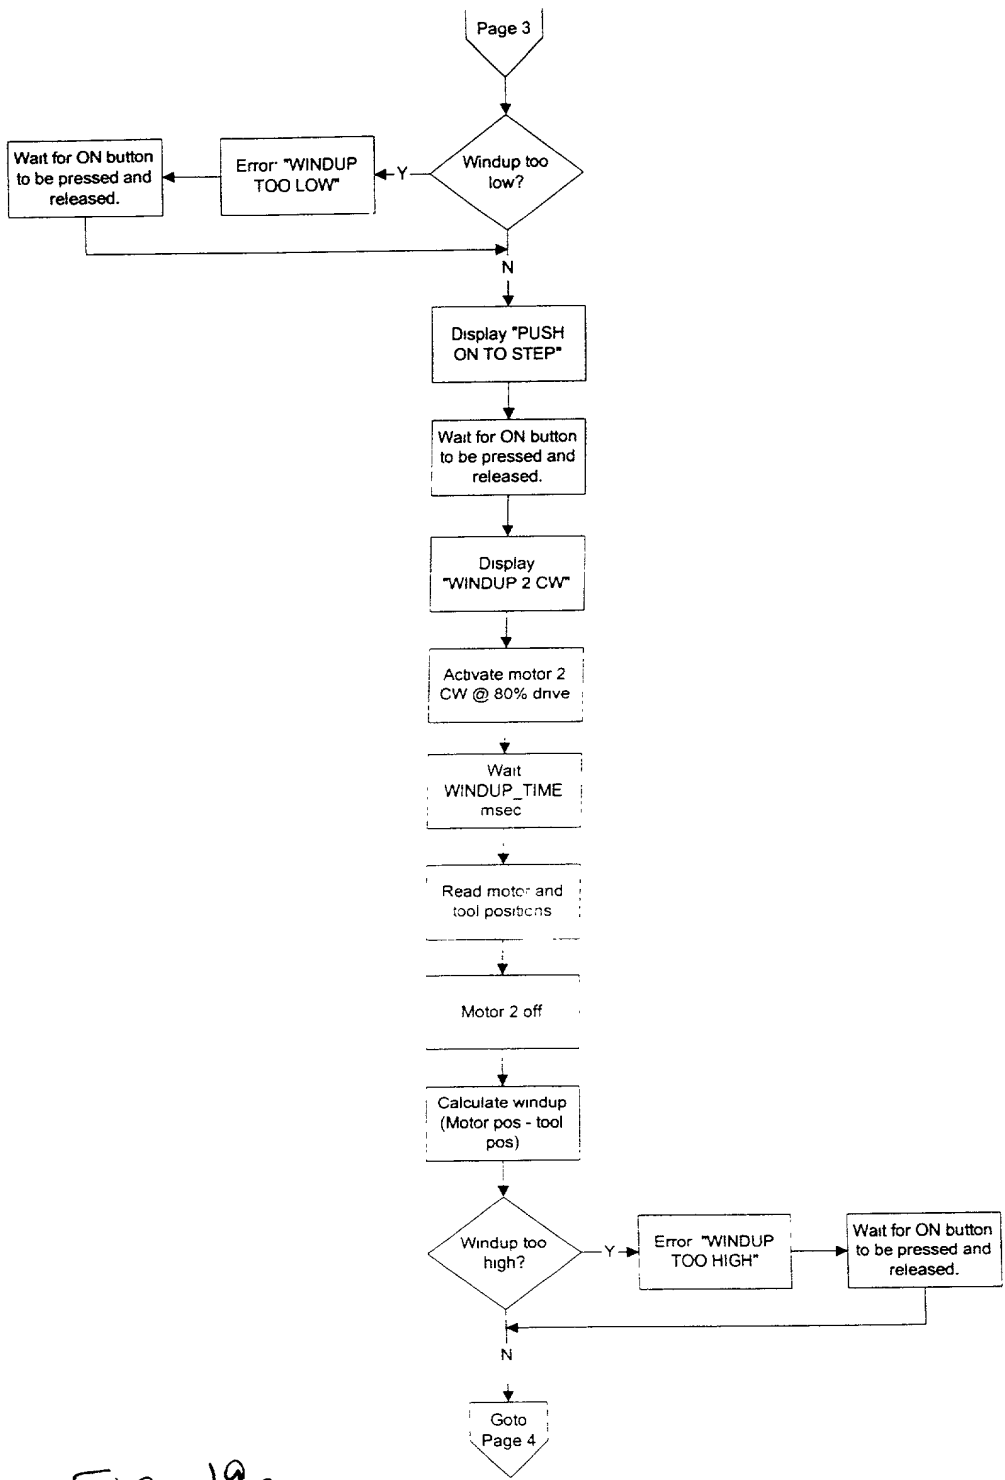 Page 3
Windup too
low?
Y
Error: "WINDUP
TOO LOW"
Wait for ON button
to be pressed and
released.
N
Display "PUSH
ON TO STEP"
Wait for ON button
to be pressed and
released.
Display
"WINDUP 2 CW"
Activate motor 2
CW @ 80% drive
Wait
WINDUP_TIME
msec
Read motor and
tool positions
Motor 2 off
Calculate windup
(Motor pos - tool
pos)
Windup too
high?
Y
Error "WINDUP
TOO HIGH"
Wait for ON button
to be pressed and
released.
N
Goto
Page 4